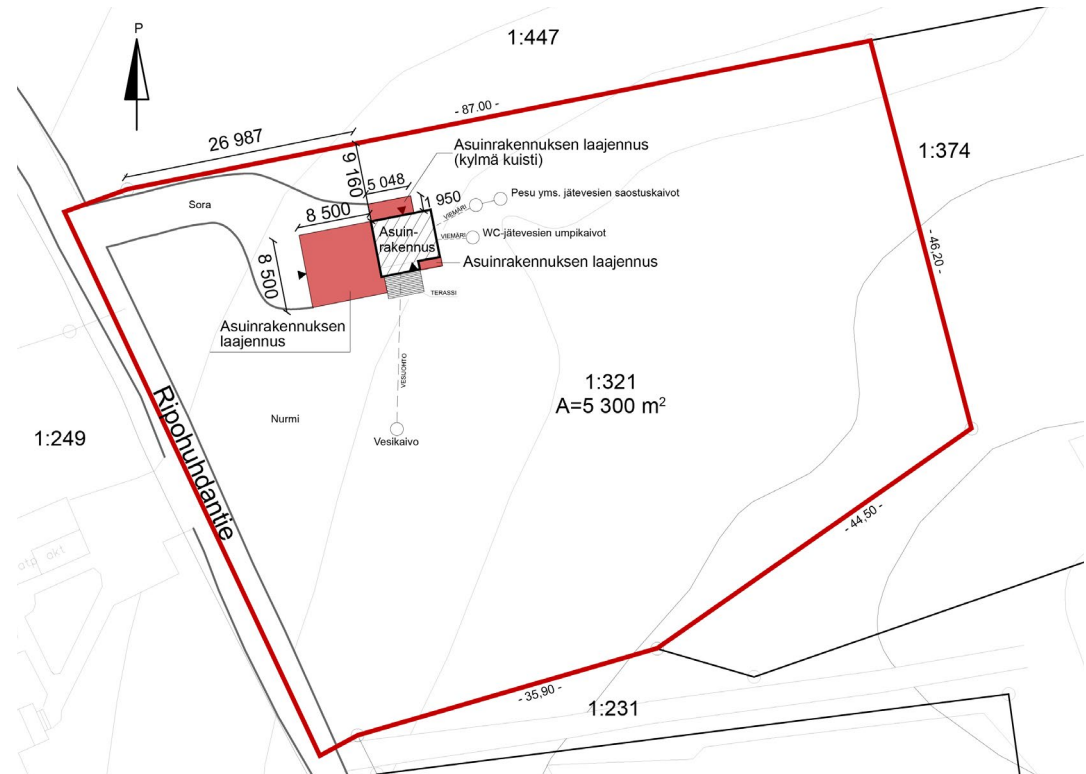 P
1:447
- 87.00 -
26 987
Asuinrakennuksen laajennus
(kylmä kuisti)
1:374
9 160
5 048
1 950
Pesu yms. jätevesien saostuskaivot
Sora
VIEMÄRI
8 500
Asuin-
rakennus
VIEMÄRI
WC-jätevesien umpikaivot
- 46,20 -
Asuinrakennuksen laajennus
8 500
TERASSI
Asuinrakennuksen
laajennus
VESIJOHTO
1:321
A=5 300 m²
Ripohuhdantie
Nurmi
1:249
Vesikaivo
- 44,50 -
atp
okt
- 35,90 -
1:231